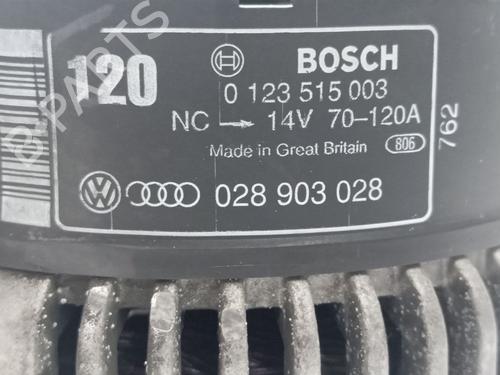 120
BOSCH
0 123 515 003
NC → 14V 70–120A
Made in Great Britain 806
762
028 903 028
B-PARTS